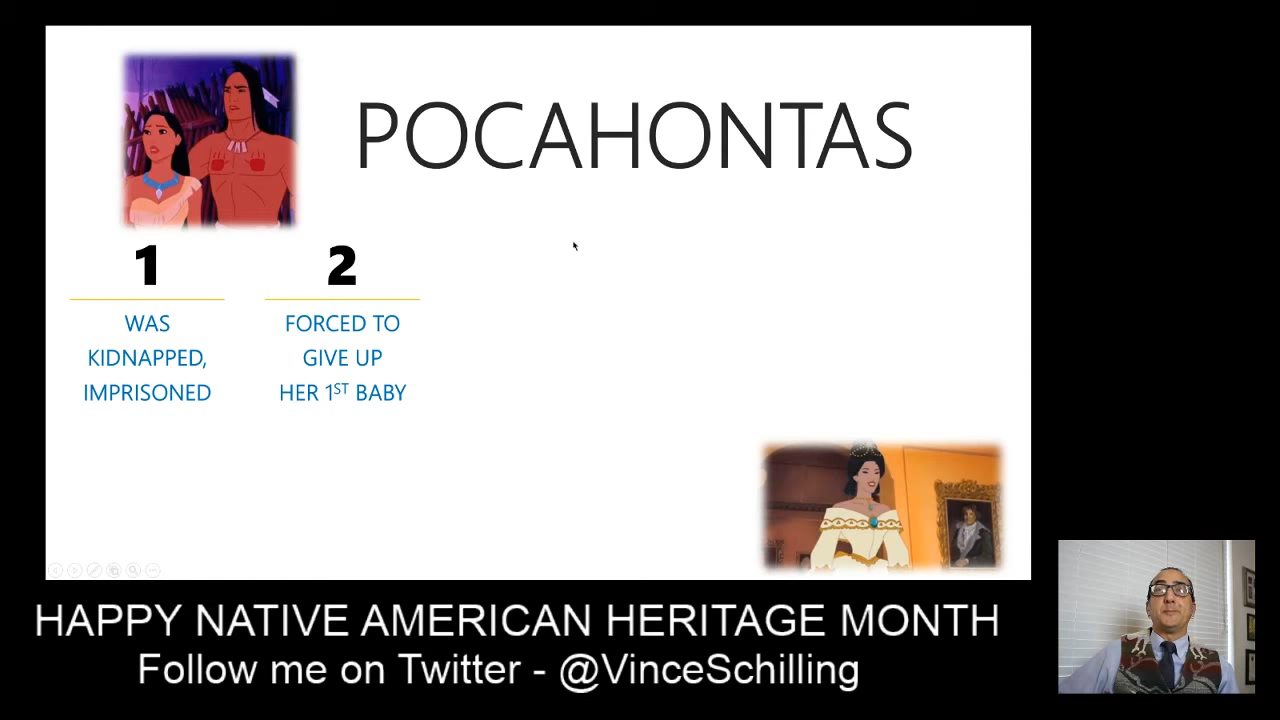 POCAHONTAS
1
WAS
KIDNAPPED,
IMPRISONED
2
FORCED TO
GIVE UP
HER 1ST BABY
HAPPY NATIVE AMERICAN HERITAGE MONTH
Follow me on Twitter - @VinceSchilling